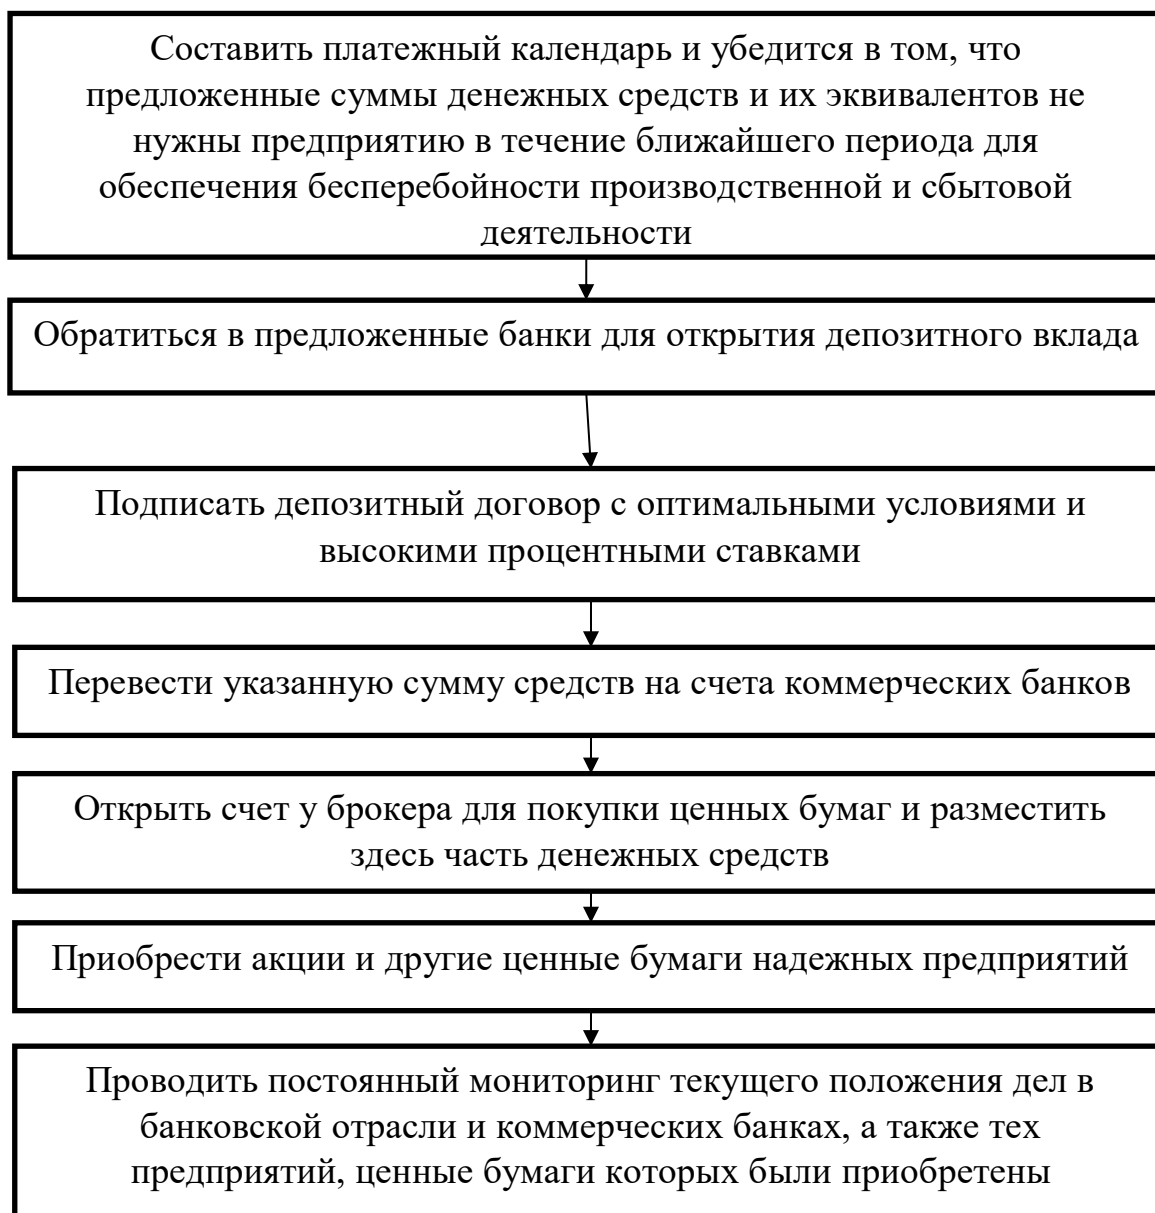 Составить платежный календарь и убедится в том, что
предложенные суммы денежных средств и их эквивалентов не
нужны предприятию в течение ближайшего периода для
обеспечения бесперебойности производственной и сбытовой
деятельности
Обратиться в предложенные банки для открытия депозитного вклада
Подписать депозитный договор с оптимальными условиями и
высокими процентными ставками
Перевести указанную сумму средств на счета коммерческих банков
Открыть счет у брокера для покупки ценных бумаг и разместить
здесь часть денежных средств
Приобрести акции и другие ценные бумаги надежных предприятий
Проводить постоянный мониторинг текущего положения дел в
банковской отрасли и коммерческих банках, а также тех
предприятий, ценные бумаги которых были приобретены